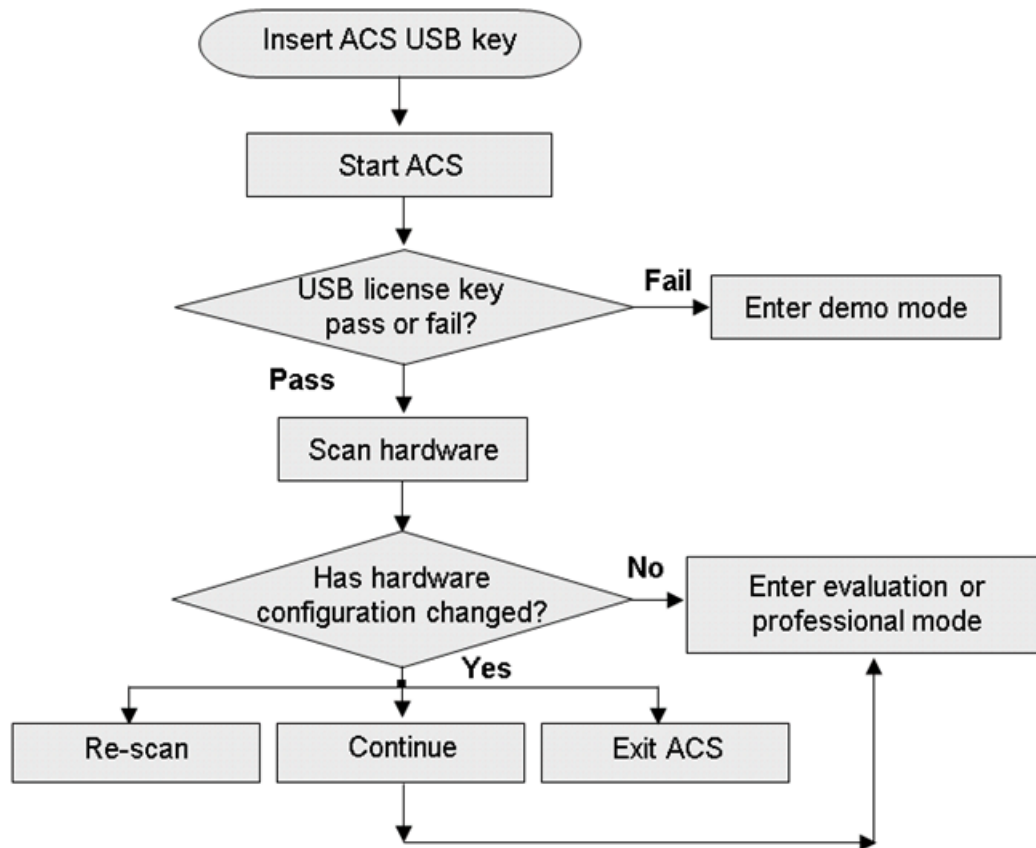 Insert ACS USB key
Start ACS
USB license key
pass or fail?
Fail
Enter demo mode
Pass
Scan hardware
Has hardware
configuration changed?
No
Enter evaluation or
professional mode
Yes
Re-scan
Continue
Exit ACS